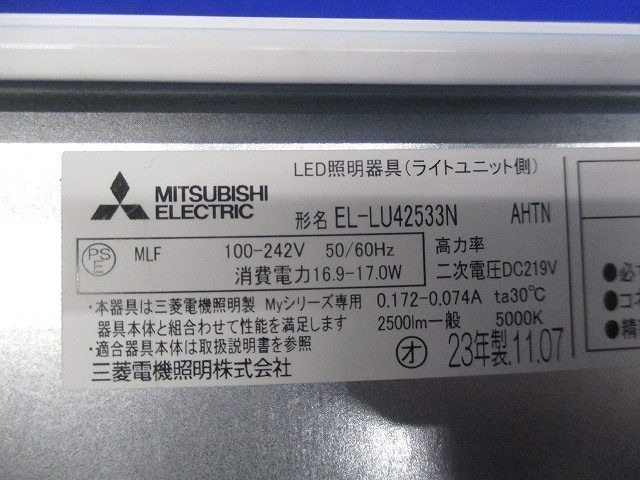 LED照明器具(ライトユニット側)
MITSUBISHI
ELECTRIC
形名 EL-LU42533N AHTN
PS
E
MLF 100-242V 50/60Hz
消費電力16.9-17.0W
高力率
二次電圧DC219V
・本器具は三菱電機照明製 Myシリーズ専用
器具本体と組合わせて性能を満足します
・適合器具本体は取扱説明書を参照
0.172-0.074A ta30℃
2500lm一般 5000K
三菱電機照明株式会社
オ 23年製.11.07
●必
●コネ
●精